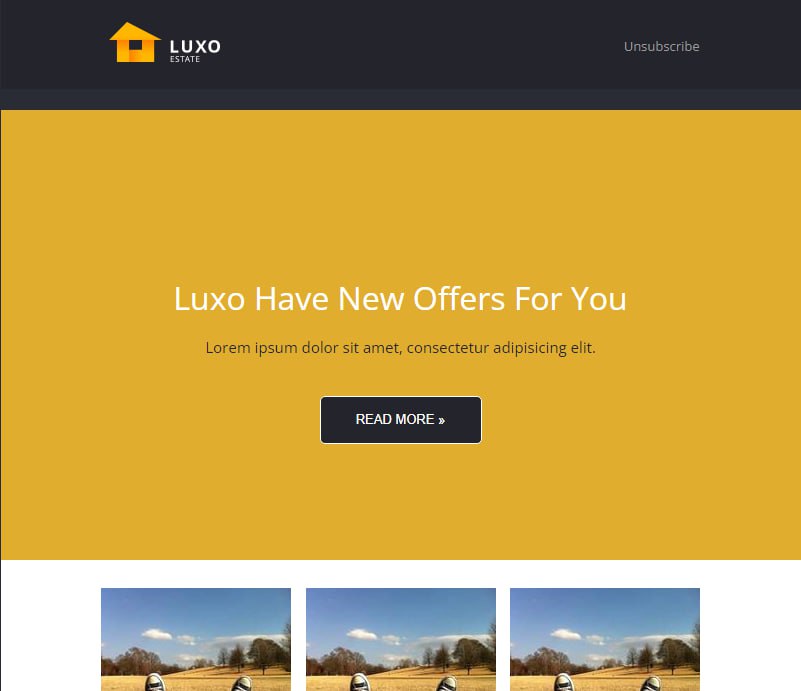 LUXO
ESTATE
Unsubscribe
Luxo Have New Offers For You
Lorem ipsum dolor sit amet, consectetur adipisicing elit.
READ MORE »